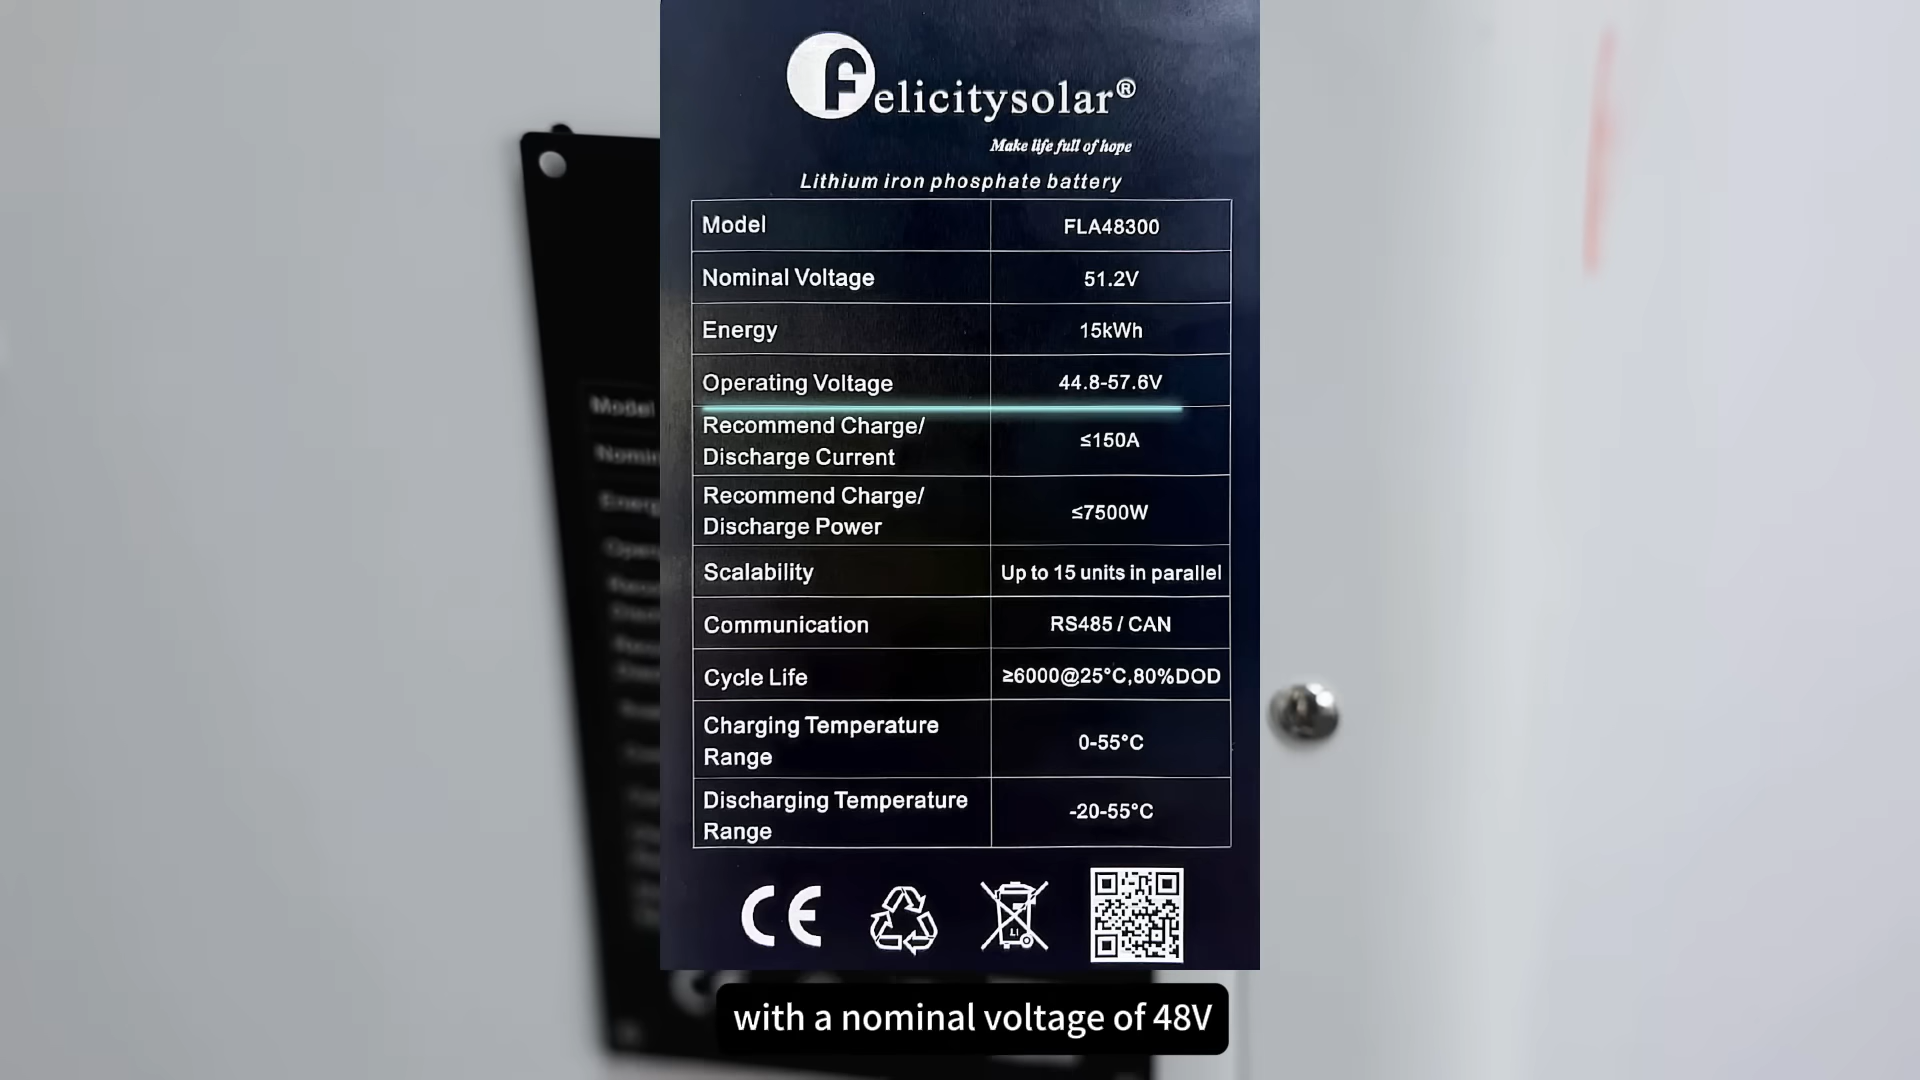 felicitysolar®
Make life full of hope
Lithium iron phosphate battery
Model FLA48300
Nominal Voltage 51.2V
Energy 15kWh
Operating Voltage 44.8-57.6V
Recommend Charge/
Discharge Current ≤150A
Recommend Charge/
Discharge Power ≤7500W
Scalability Up to 15 units in parallel
Communication RS485 / CAN
Cycle Life ≥6000@25°C,80%DOD
Charging Temperature
Range 0-55°C
Discharging Temperature
Range -20-55°C
CE
LI
Model
with a nominal voltage of 48V